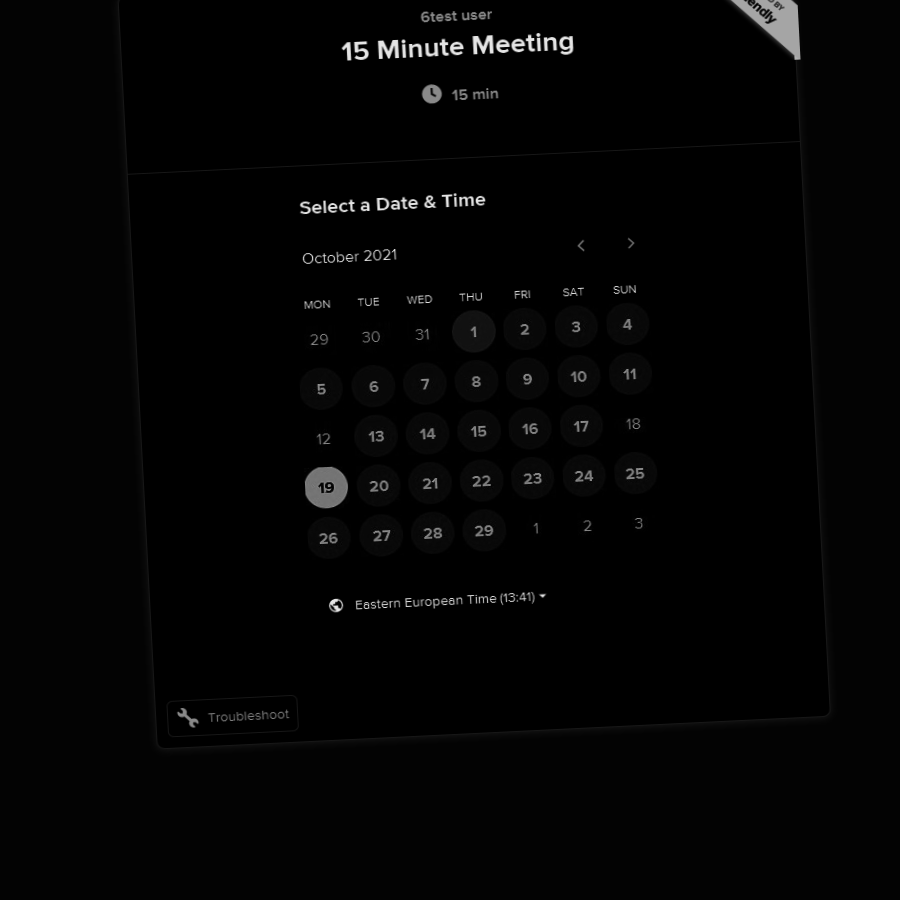 6test user
15 Minute Meeting
15 min
Select a Date & Time
October 2021
MON TUE WED THU FRI SAT SUN
29 30 31 1 2 3 4
5 6 7 8 9 10 11
12 13 14 15 16 17 18
19 20 21 22 23 24 25
26 27 28 29 1 2 3
Eastern European Time (13:41)
Troubleshoot